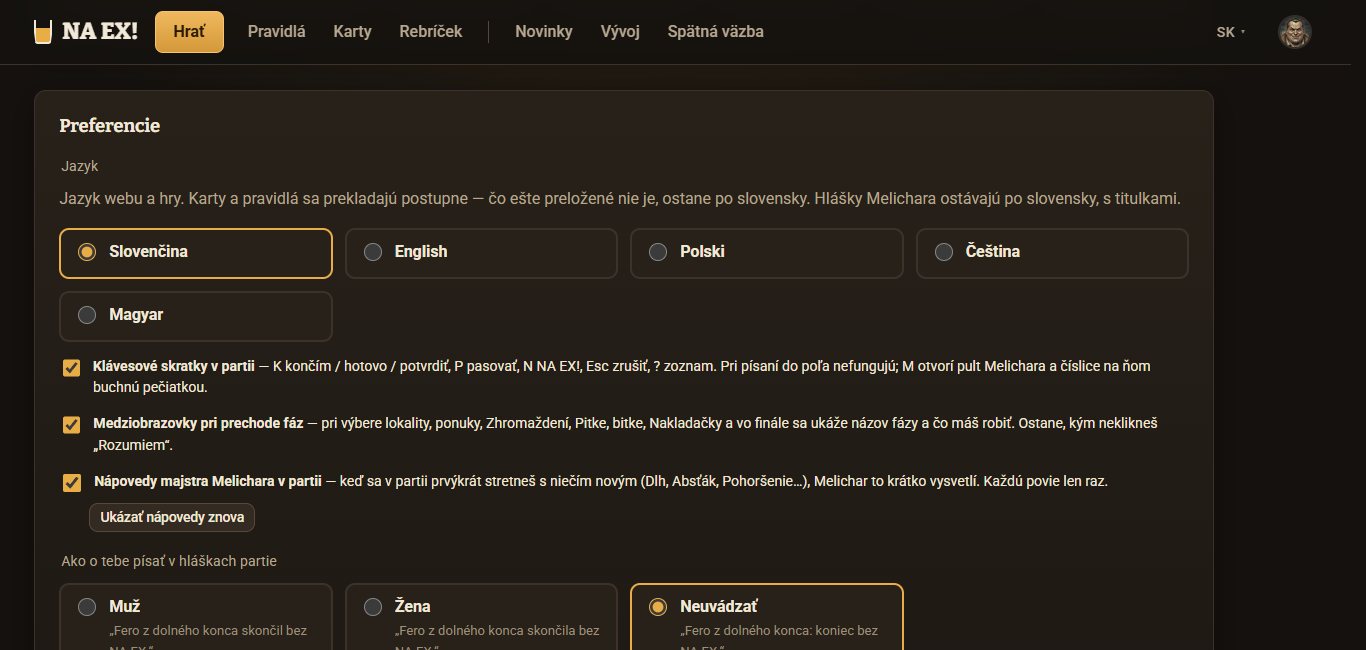 NA EX!
Hrať
Pravidlá
Karty
Rebríček
Novinky
Vývoj
Spätná väzba
SK
Preferencie
Jazyk
Jazyk webu a hry. Karty a pravidlá sa prekladajú postupne — čo ešte preložené nie je, ostane po slovensky. Hlášky Melichara ostávajú po slovensky, s titulkami.
Slovenčina
English
Polski
Čeština
Magyar
Klávesové skratky v partii — K končím / hotovo / potvrdiť, P pasovať, N NA EX!, Esc zrušiť, ? zoznam. Pri písaní do poľa nefungujú; M otvorí pult Melichara a číslice na ňom
buchnú pečiatkou.
Medziobrazovky pri prechode fáz — pri výbere lokality, ponuky, Zhromaždení, Pitke, bitke, Nakladačky a vo finále sa ukáže názov fázy a čo máš robiť. Ostane, kým neklikneš
„Rozumiem“.
Nápovedy majstra Melichara v partii — keď sa v partii prvýkrát stretneš s niečím novým (Dlh, Absťák, Pohoršenie…), Melichar to krátko vysvetlí. Každú povie len raz.
Ukázať nápovedy znova
Ako o tebe písať v hláškach partie
Muž
„Fero z dolného konca skončil bez
NA EX.“
Žena
„Fero z dolného konca skončila bez
NA EX.“
Neuvádzať
„Fero z dolného konca: koniec bez
NA EX.“